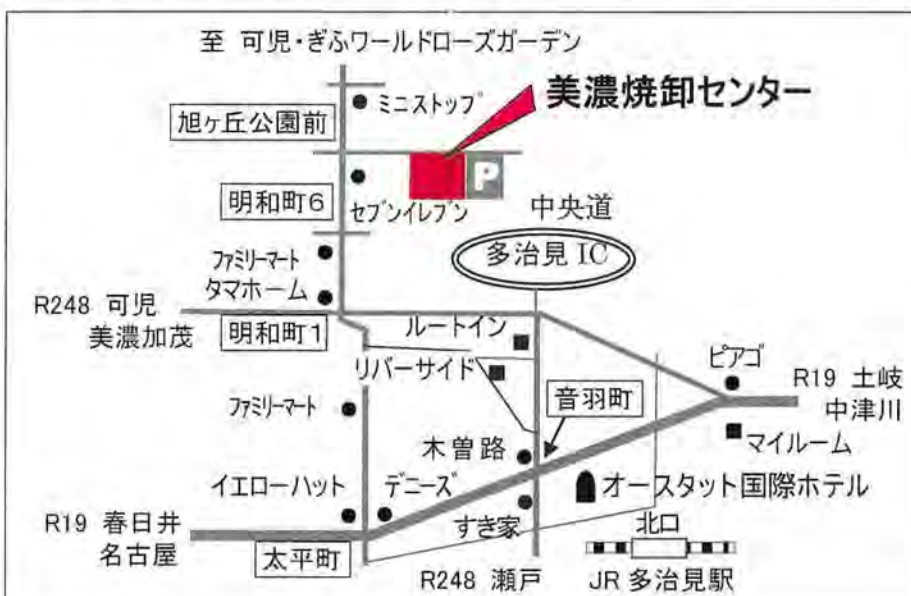 至 可児・ぎふワールドローズガーデン
美濃焼卸センター
ミニストップ
旭ヶ丘公園前
P
明和町6
セブンイレブン
中央道
多治見 IC
ファミリーマート
タマホーム
R248 可児
美濃加茂
明和町1
ルートイン
リバーサイド
ピアゴ
R19 土岐
中津川
音羽町
ファミリーマート
木曽路
マイルーム
イエローハット
デニーズ
オースタット国際ホテル
すき家
R19 春日井
名古屋
太平町
北口
R248 瀬戸
JR 多治見駅